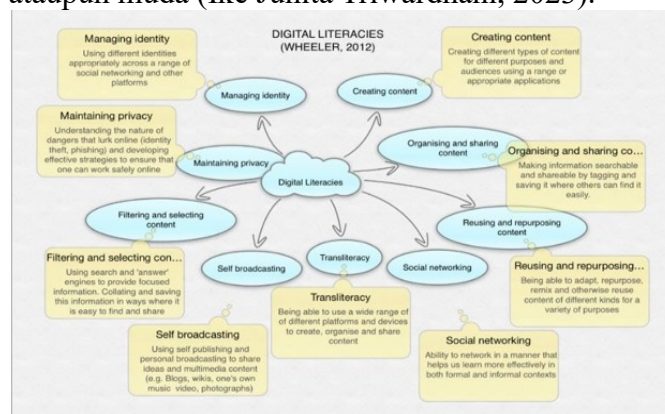 ataupun muda (Ike Junita Triwardhani, 2023).
DIGITAL LITERACIES
(WHEELER, 2012)
Managing identity
Using different identities
appropriately across a range of
social networking and other
platforms
Managing identity
Creating content
Creating content
Creating different types of content
for different purposes and
audiences using a range or
appropriate applications
Maintaining privacy
Understanding the nature of
dangers that lurk online (identity
theft, phishing) and developing
effective strategies to ensure that
one can work safely online
Maintaining privacy
Digital Literacies
Organising and sharing
content
Organising and sharing co...
Making information searchable
and shareable by tagging and
saving it where others can find it
easily.
Filtering and selecting
content
Filtering and selecting con...
Using search and 'answer'
engines to provide focused
information. Collating and saving
this information in ways where it
is easy to find and share
Self broadcasting
Self broadcasting
Using self publishing and
personal broadcasting to share
ideas and multimedia content
(e.g. Blogs, wikis, one's own
music video, photographs)
Transliteracy
Transliteracy
Being able to use a wide range of
of different platforms and devices
to create, organise and share
content
Social networking
Social networking
Ability to network in a manner that
helps us learn more effectively in
both formal and informal contexts
Reusing and repurposing
content
Reusing and repurposing...
Being able to adapt, repurpose,
remix and otherwise reuse
content of different kinds for a
variety of purposes